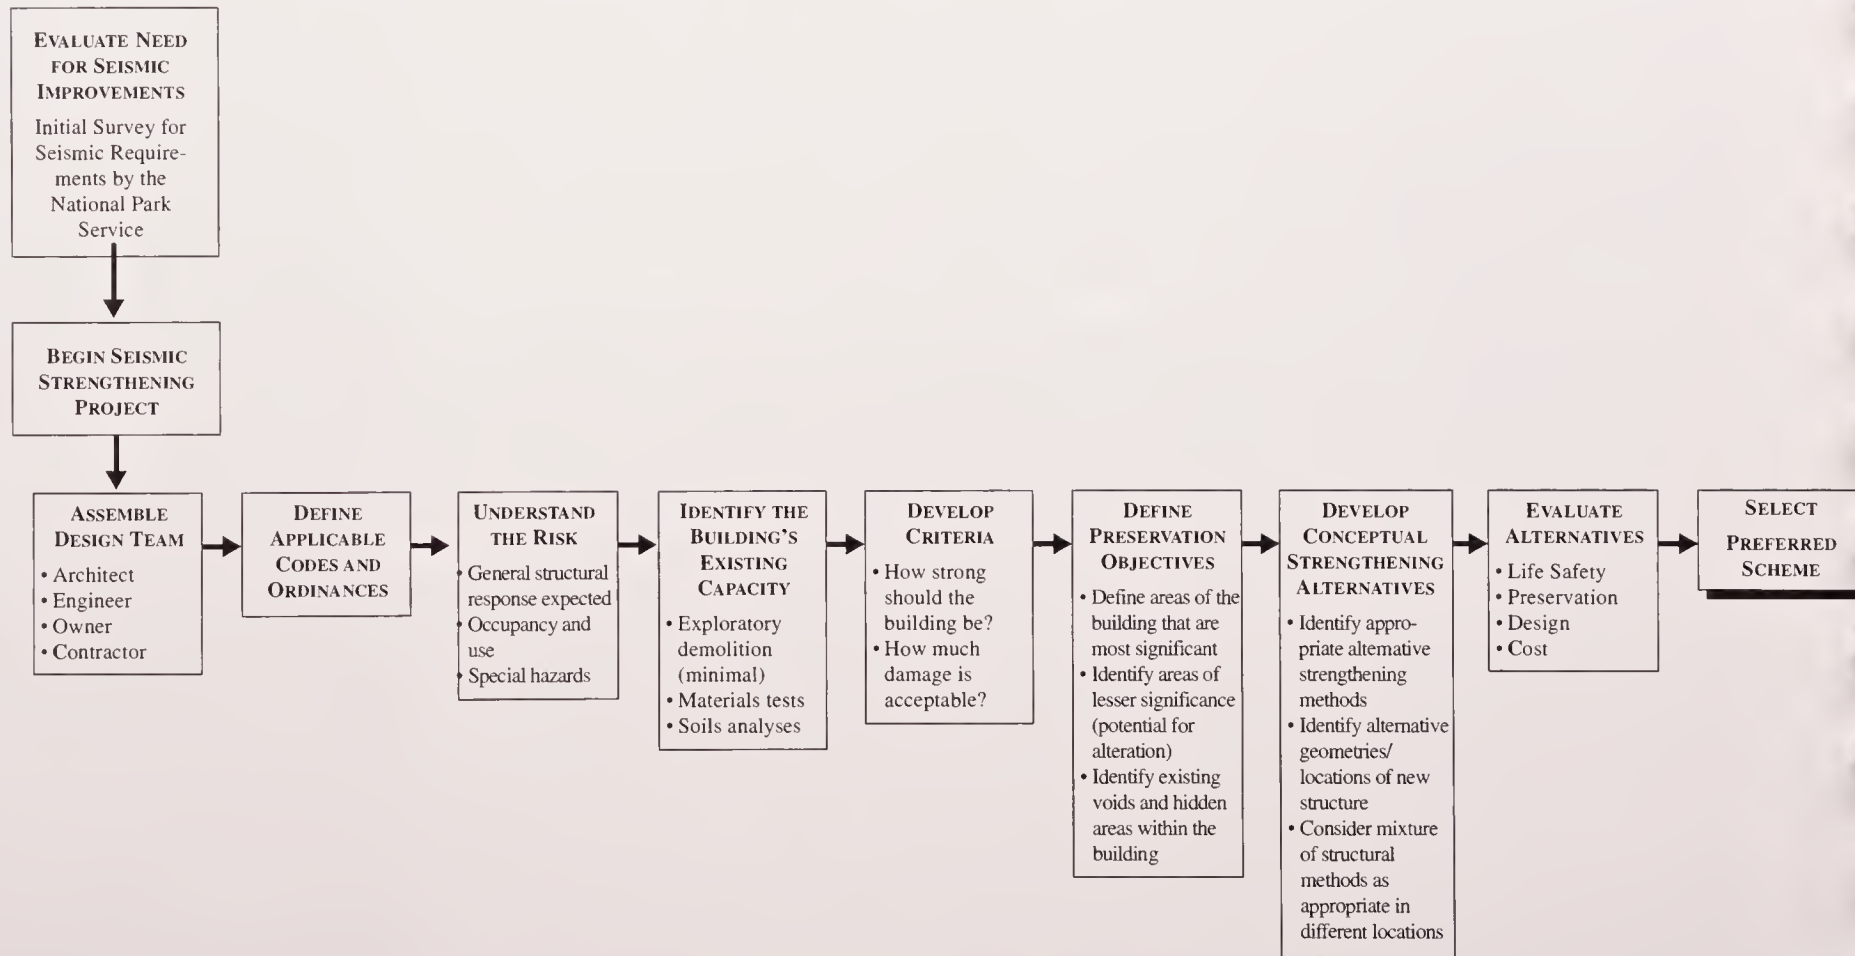 EVALUATE NEED
FOR SEISMIC
IMPROVEMENTS
Initial Survey for
Seismic Require-
ments by the
National Park
Service
BEGIN SEISMIC
STRENGTHENING
PROJECT
ASSEMBLE
DESIGN TEAM
• Architect
• Engineer
• Owner
• Contractor
DEFINE
APPLICABLE
CODES AND
ORDINANCES
UNDERSTAND
THE RISK
• General structural
response expected
• Occupancy and
use
• Special hazards
IDENTIFY THE
BUILDING'S
EXISTING
CAPACITY
• Exploratory
demolition
(minimal)
• Materials tests
• Soils analyses
DEVELOP
CRITERIA
• How strong
should the
building be?
• How much
damage is
acceptable?
DEFINE
PRESERVATION
OBJECTIVES
• Define areas of the
building that are
most significant
• Identify areas of
lesser significance
(potential for
alteration)
• Identify existing
voids and hidden
areas within the
building
DEVELOP
CONCEPTUAL
STRENGTHENING
ALTERNATIVES
• Identify appro-
priate alternative
strengthening
methods
• Identify alternative
geometries/
locations of new
structure
• Consider mixture
of structural
methods as
appropriate in
different locations
EVALUATE
ALTERNATIVES
• Life Safety
• Preservation
• Design
• Cost
SELECT
PREFERRED
SCHEME